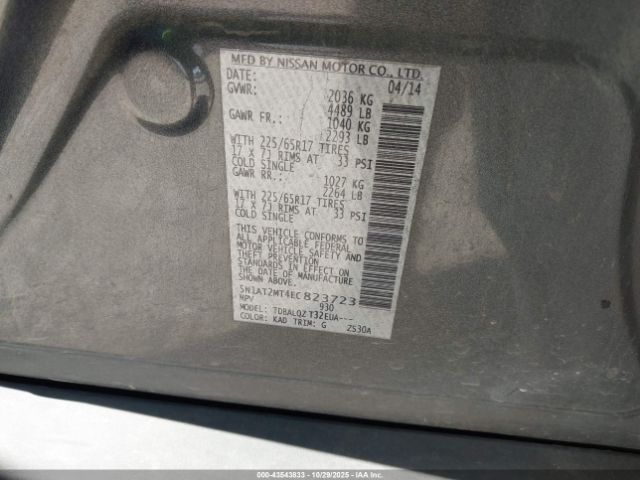 MFD BY NISSAN MOTOR CO., LTD.
DATE: 04/14
GVWR: 2036 KG
4489 LB
GAWR FR.: 1040 KG
2293 LB
WITH 225/65R17 TIRES
17 X 7J RIMS AT 33 PSI
COLD SINGLE
GAWR RR.: 1027 KG
2264 LB
WITH 225/65R17 TIRES
17 X 7J RIMS AT 33 PSI
COLD SINGLE
THIS VEHICLE CONFORMS TO
ALL APPLICABLE FEDERAL
MOTOR VEHICLE SAFETY AND
THEFT PREVENTION
STANDARDS IN EFFECT ON
THE DATE OF MANUFACTURE
SHOWN ABOVE.
5N1AT2MT4EC823723
MPV 930
MODEL: TDBALQZ T32EUA---
COLOR: KAD TRIM: G ZS30A
000-43543833 | 10/29/2025 | IAAI.COM